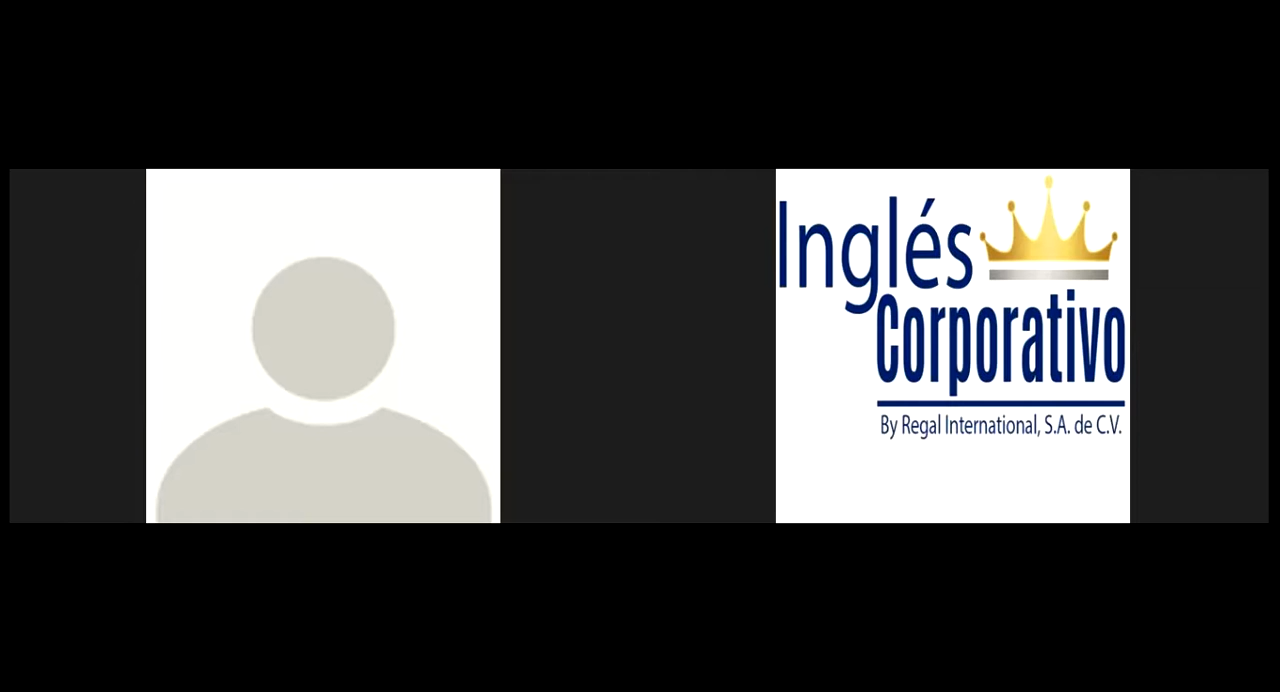 Inglés
Corporativo
By Regal International, S.A. de C.V.